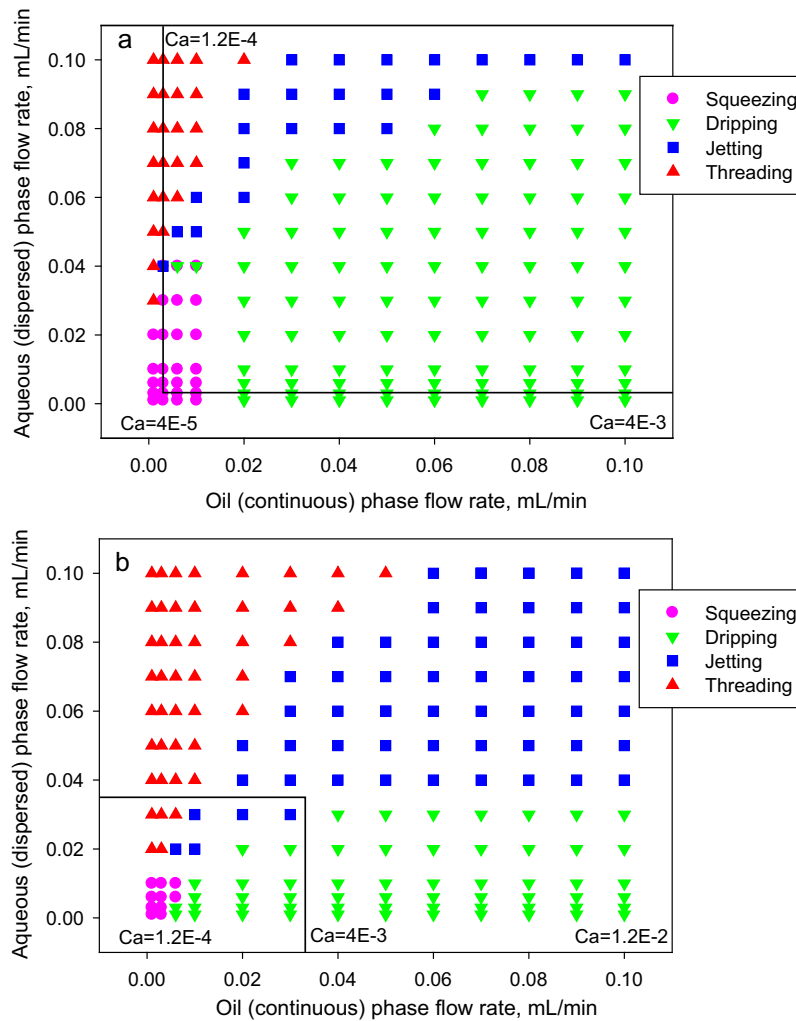 a
Ca=1.2E-4
Aqueous (dispersed) phase flow rate, mL/min
0.10
0.08
0.06
0.04
0.02
0.00
Squeezing
Dripping
Jetting
Threading
Ca=4E-5
Ca=4E-3
0.00 0.02 0.04 0.06 0.08 0.10
Oil (continuous) phase flow rate, mL/min
b
Aqueous (dispersed) phase flow rate, mL/min
0.10
0.08
0.06
0.04
0.02
0.00
Squeezing
Dripping
Jetting
Threading
Ca=1.2E-4
Ca=4E-3
Ca=1.2E-2
0.00 0.02 0.04 0.06 0.08 0.10
Oil (continuous) phase flow rate, mL/min